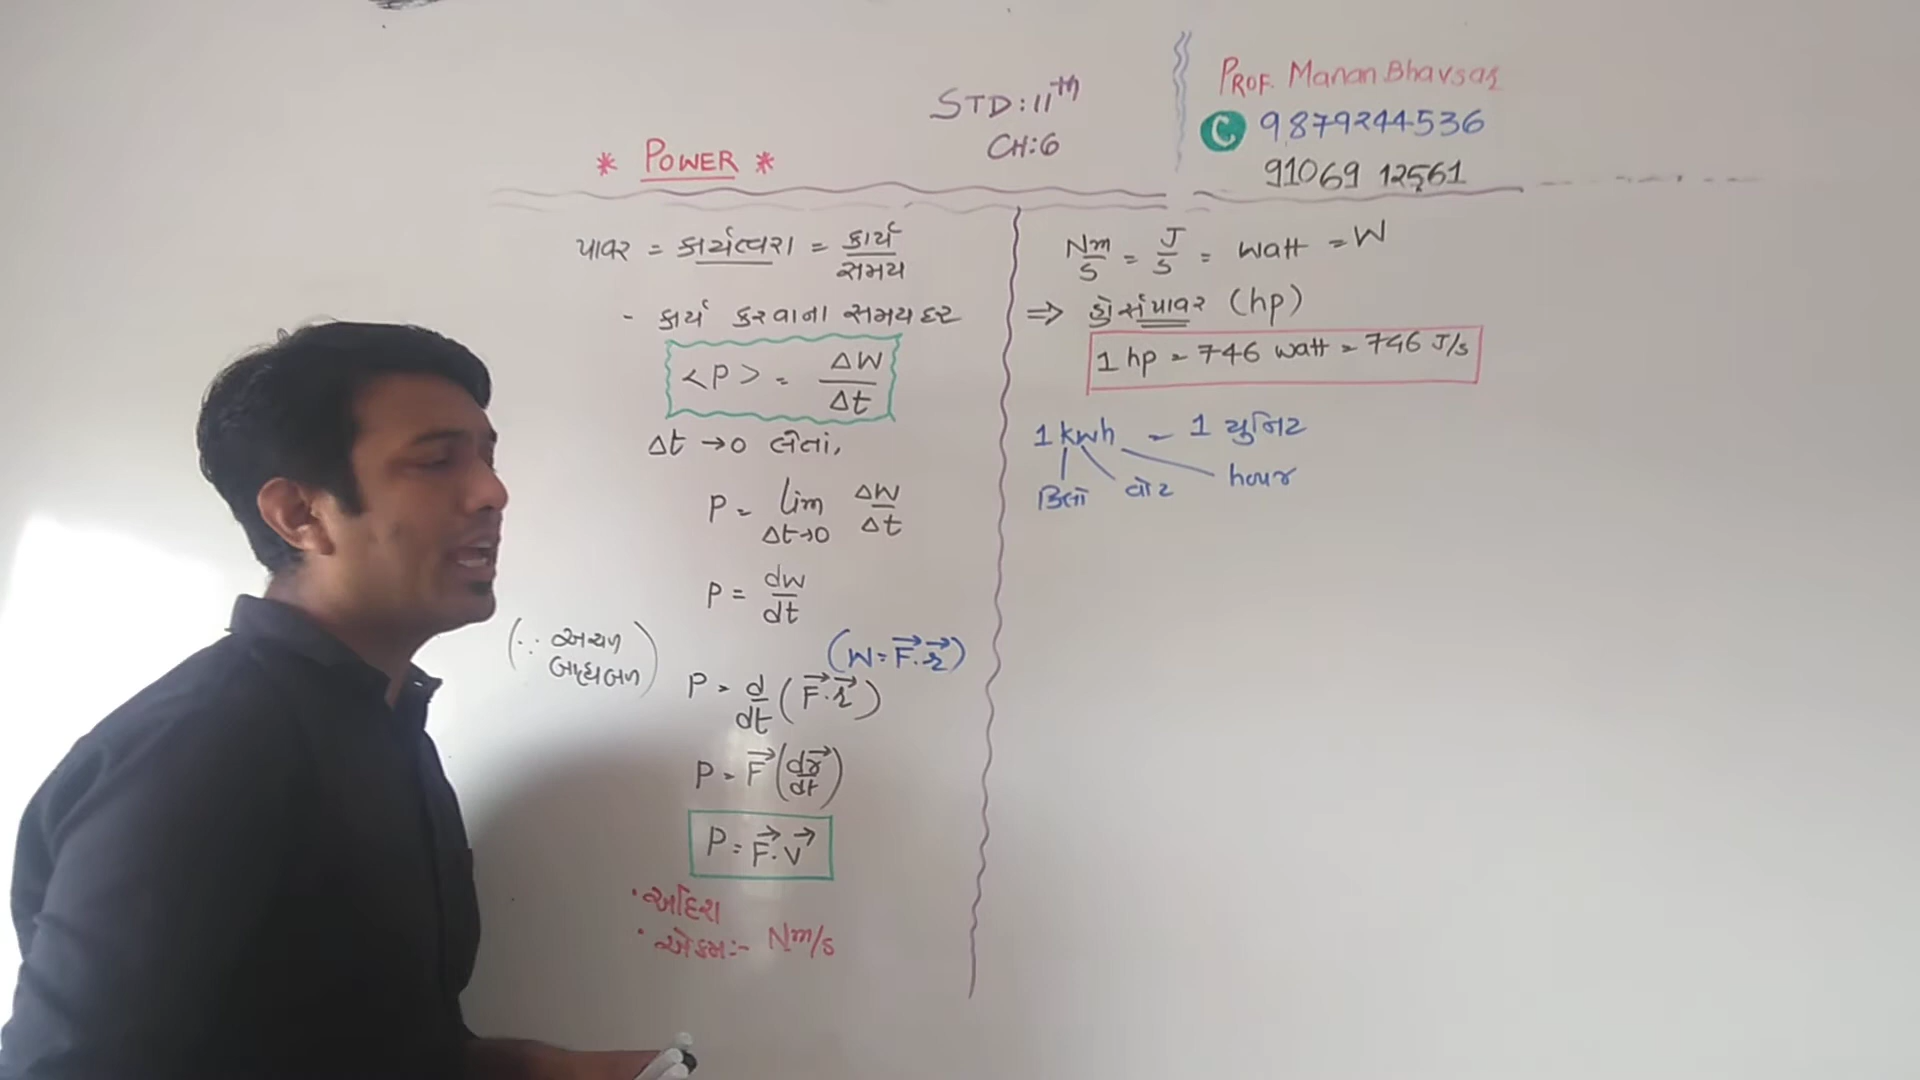 STD:11th
CH:6
PROF. Manan Bhavsar
C 9879244536
91069 12561
* POWER *
પાવર = કાર્યત્વરા = કાર્ય/સમય
- કાર્ય કરવાના સમયદર
<P> = ΔW/Δt
Δt → 0 લેતાં,
P = lim Δt→0 ΔW/Δt
P = dw/dt
(∵ અચળ બાહ્યબળ)
(W = F⃗.r⃗)
P = d/dt (F⃗.r⃗)
P = F⃗ (dr⃗/dt)
P = F⃗.v⃗
· અદિશ
· એકમ:- Nm/s
Nm/s = J/s = watt = W
⇒ હોર્સપાવર (hp)
1 hp = 746 watt = 746 J/s
1 kwh = 1 યુનિટ
કિલો વોટ hour